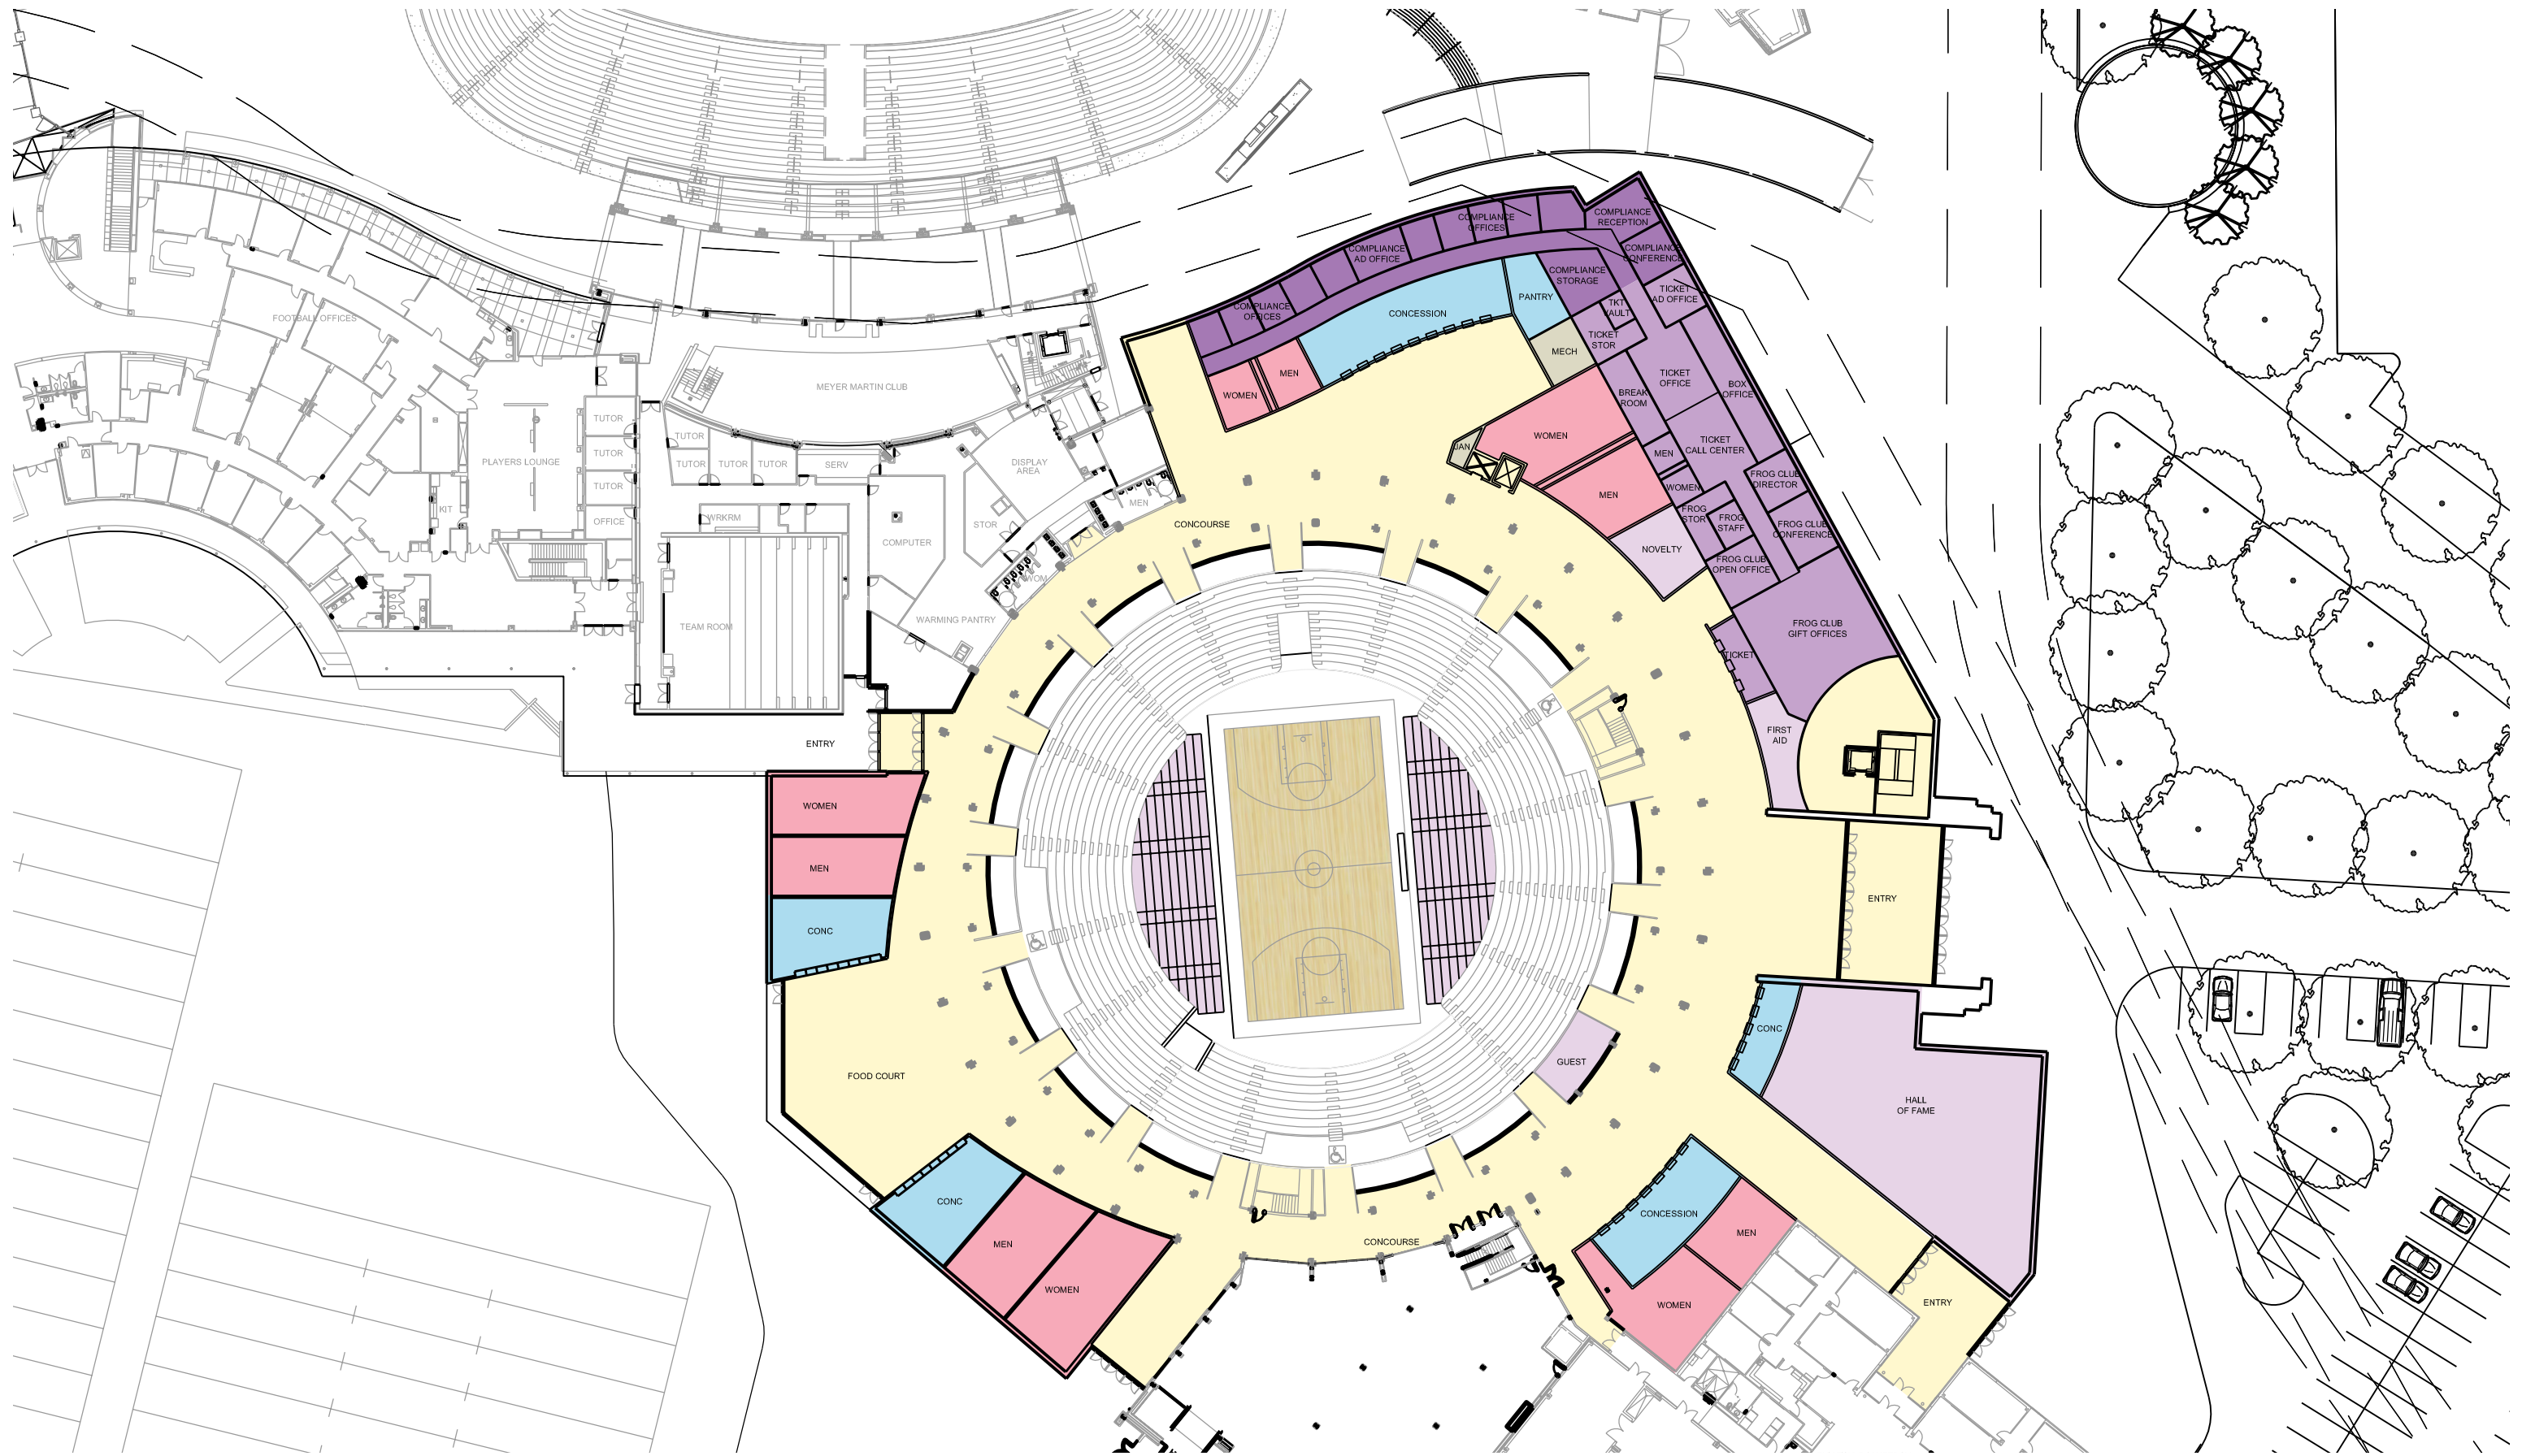 COMPLIANCE
RECEPTION
COMPLIANCE
OFFICES
COMPLIANCE
AD OFFICE
COMPLIANCE
CONFERENCE
COMPLIANCE
STORAGE
PANTRY
TICKET
AD OFFICE
TKT
VAULT
COMPLIANCE
OFFICES
CONCESSION
TICKET
STOR
MECH
FOOTBALL OFFICES
MEYER MARTIN CLUB
MEN
WOMEN
TICKET
OFFICE
BOX
OFFICE
BREAK
ROOM
TUTOR
TUTOR
TUTOR
TUTOR
TUTOR
TUTOR
TUTOR
OFFICE
PLAYERS LOUNGE
KIT
SERV
DISPLAY
AREA
WOMEN
JAN
TICKET
CALL CENTER
MEN
WOMEN
FROG CLUB
DIRECTOR
MEN
MEN
WRKRM
STOR
CONCOURSE
COMPUTER
FROG
STOR
FROG
STAFF
FROG CLUB
CONFERENCE
NOVELTY
FROG CLUB
OPEN OFFICE
WOM
WARMING PANTRY
TEAM ROOM
FROG CLUB
GIFT OFFICES
TICKET
FIRST
AID
ENTRY
WOMEN
MEN
CONC
ENTRY
CONC
GUEST
FOOD COURT
HALL
OF FAME
CONC
MEN
WOMEN
CONCOURSE
CONCESSION
MEN
WOMEN
ENTRY